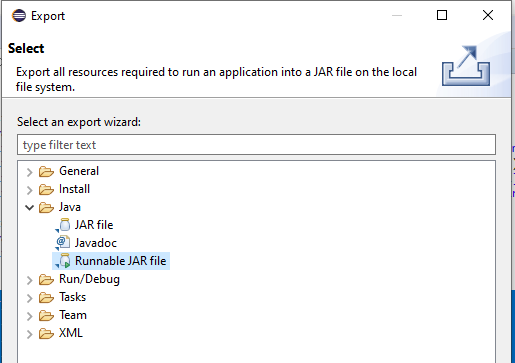 Export
Select
Export all resources required to run an application into a JAR file on the local
file system.
Select an export wizard:
type filter text
General
Install
Java
JAR file
Javadoc
Runnable JAR file
Run/Debug
Tasks
Team
XML